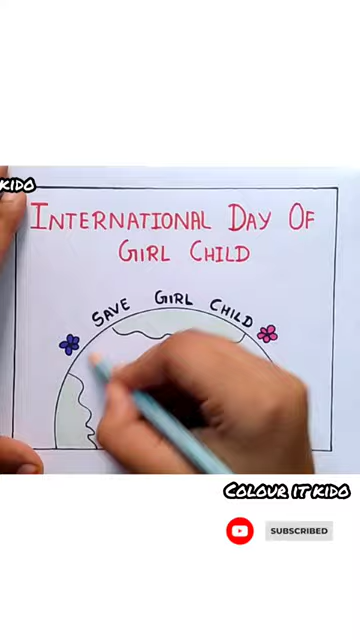 KIDO
INTERNATIONAL DAY OF
GIRL CHILD
SAVE GIRL CHILD
COLOUR IT KIDO
SUBSCRIBED